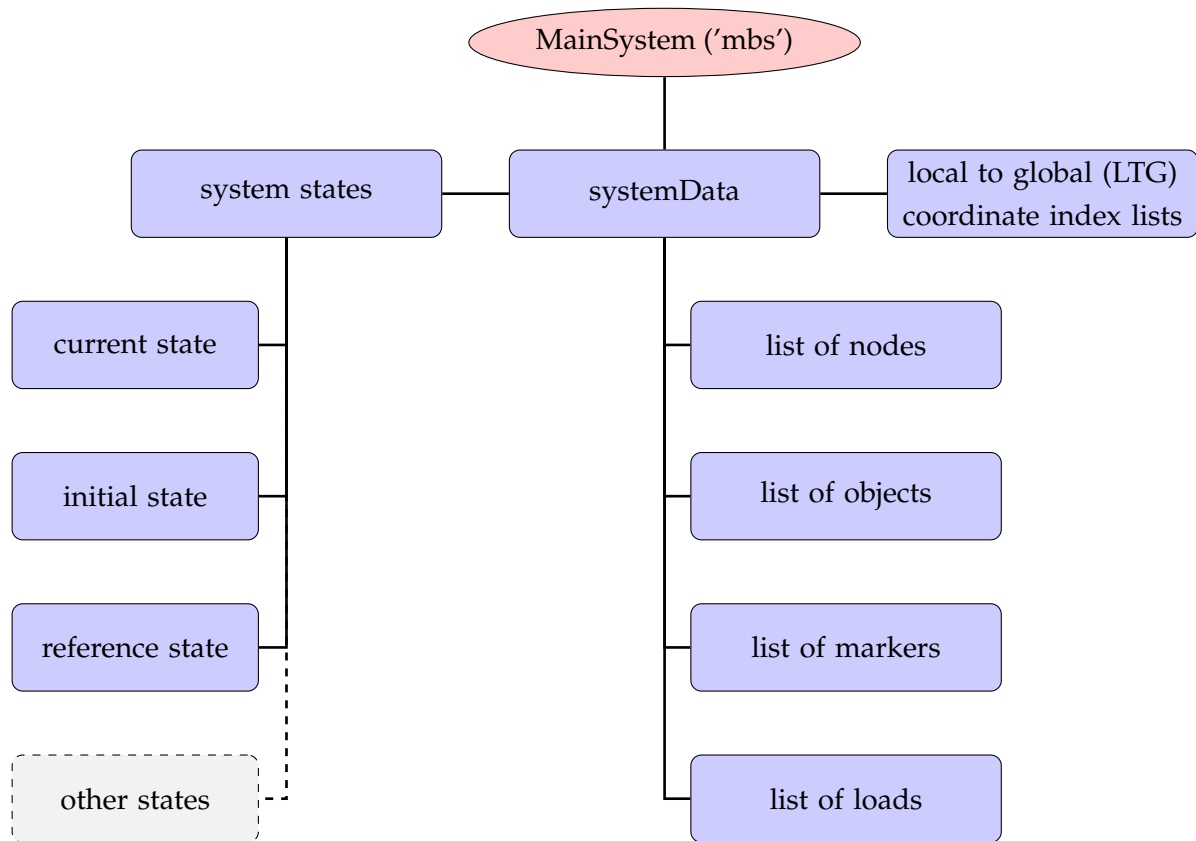 MainSystem (’mbs’)
system states
systemData
local to global (LTG)
coordinate index lists
current state
list of nodes
initial state
list of objects
reference state
list of markers
other states
list of loads